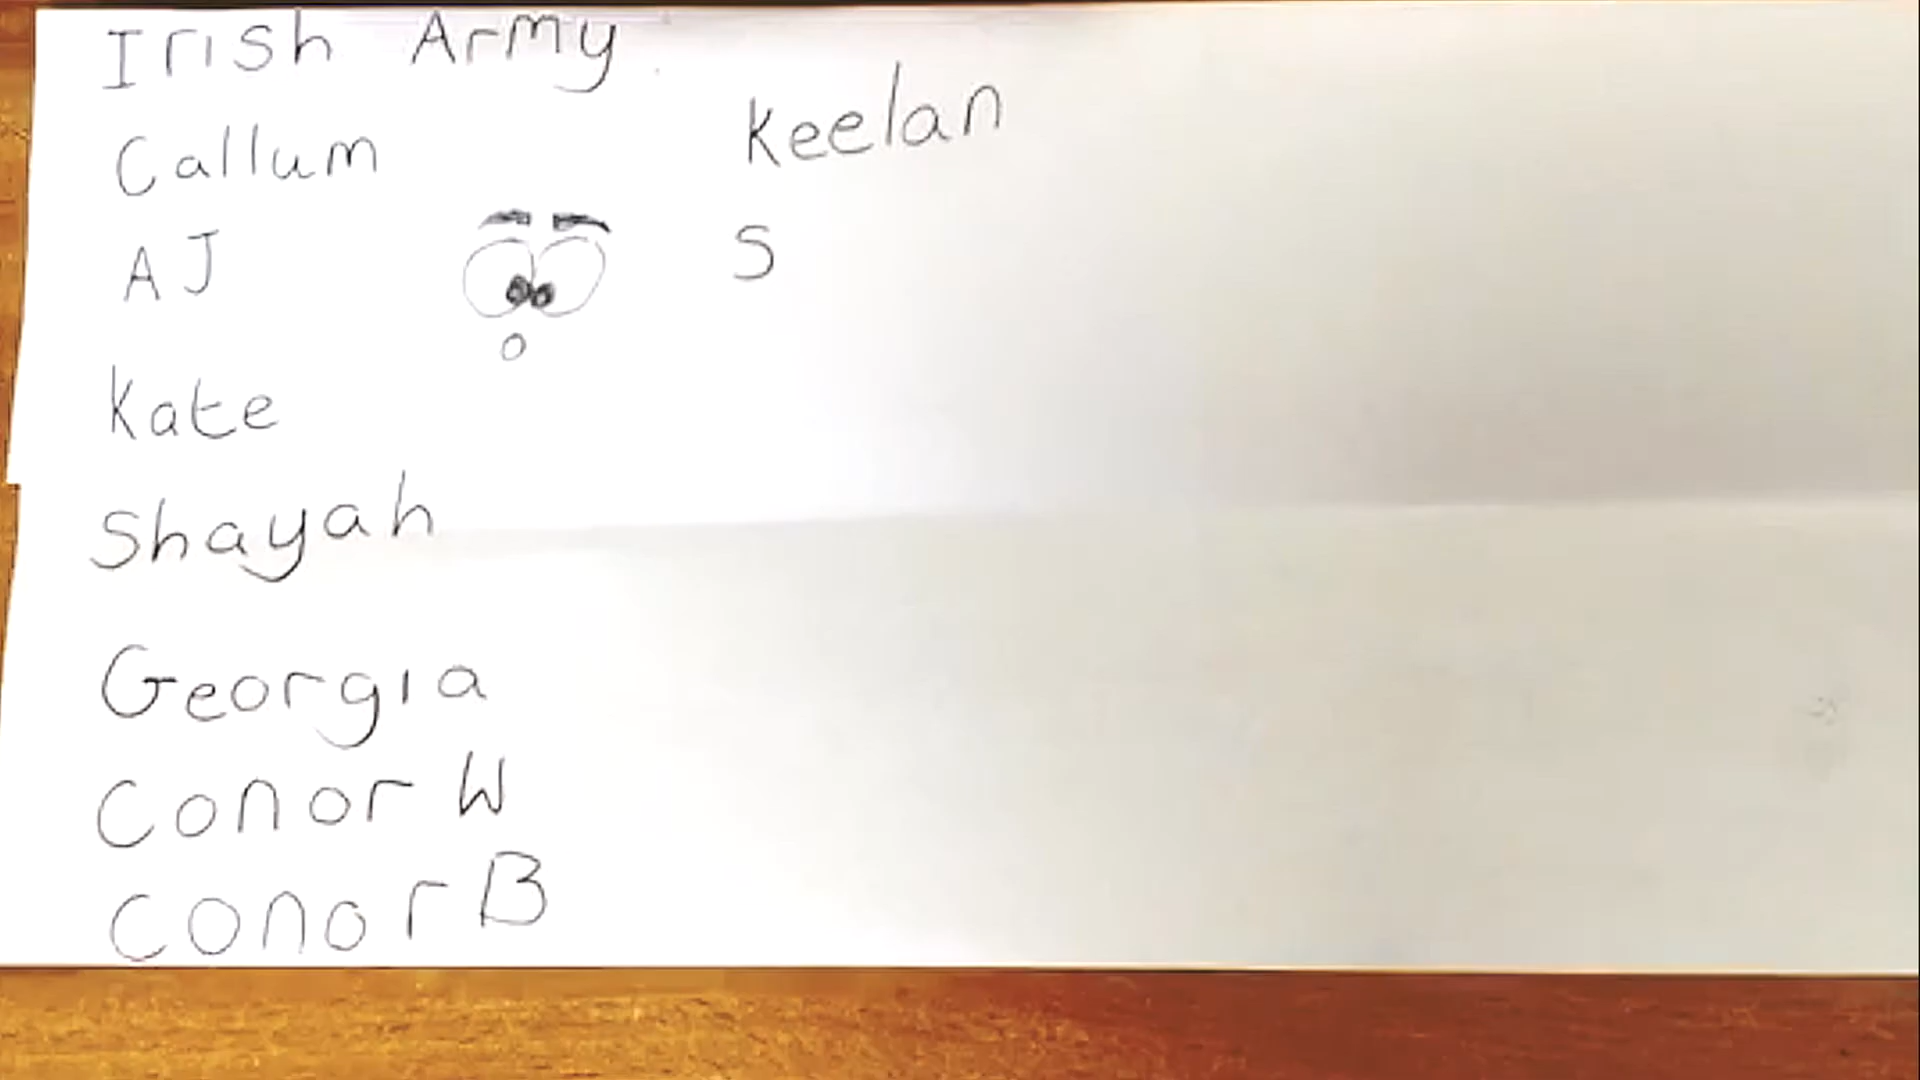 Irish Army
Callum
AJ
Kate
Shayah
Georgia
Conor W
Conor B
Keelan
S